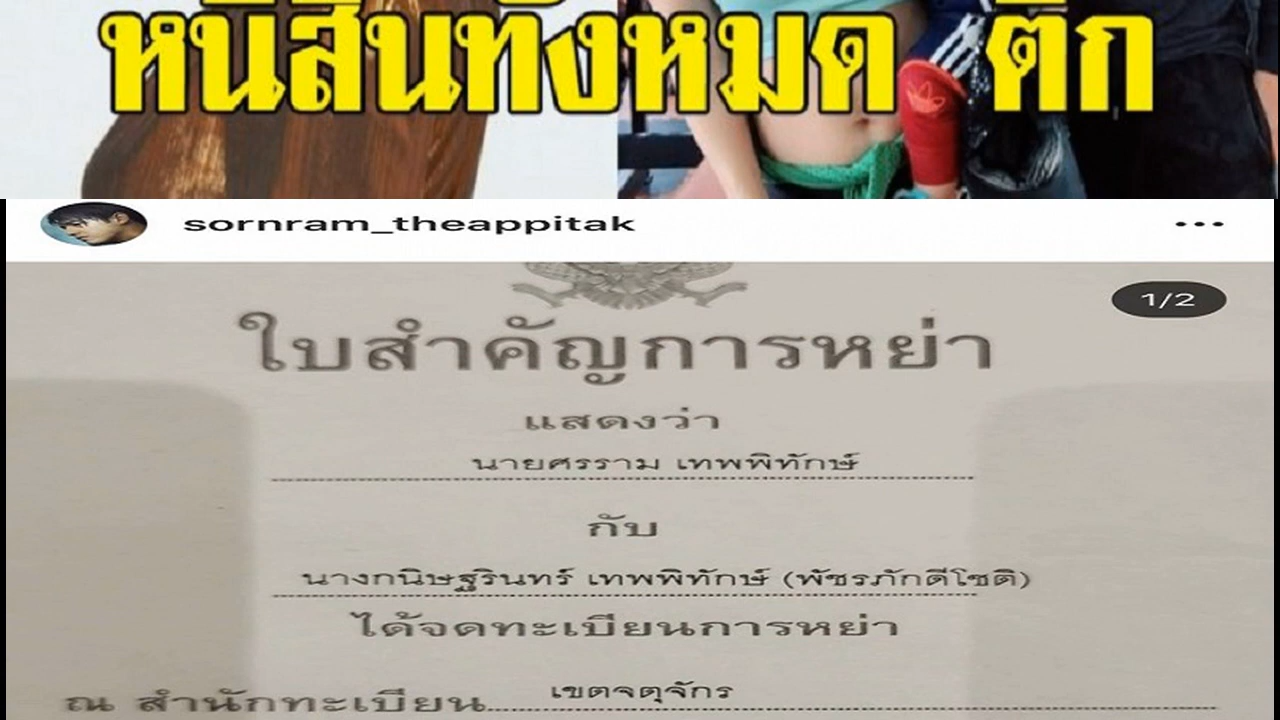 หนี้สินทั้งหมด ติ๊ก
sornram_theappitak
1/2
ใบสำคัญการหย่า
แสดงว่า
นายศรราม เทพพิทักษ์
กับ
นางกนิษฐรินทร์ เทพพิทักษ์ (พัชรภักดีโชติ)
ได้จดทะเบียนการหย่า
ณ สำนักทะเบียน เขตจตุจักร